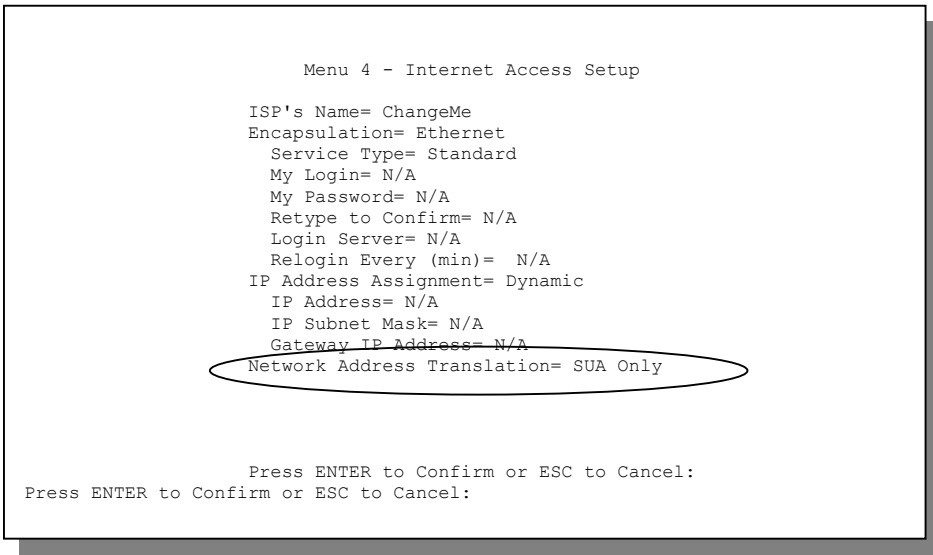 Menu 4 - Internet Access Setup
ISP's Name= ChangeMe
Encapsulation= Ethernet
Service Type= Standard
My Login= N/A
My Password= N/A
Retype to Confirm= N/A
Login Server= N/A
Relogin Every (min)= N/A
IP Address Assignment= Dynamic
IP Address= N/A
IP Subnet Mask= N/A
Gateway IP Address= N/A
Network Address Translation= SUA Only
Press ENTER to Confirm or ESC to Cancel:
Press ENTER to Confirm or ESC to Cancel: